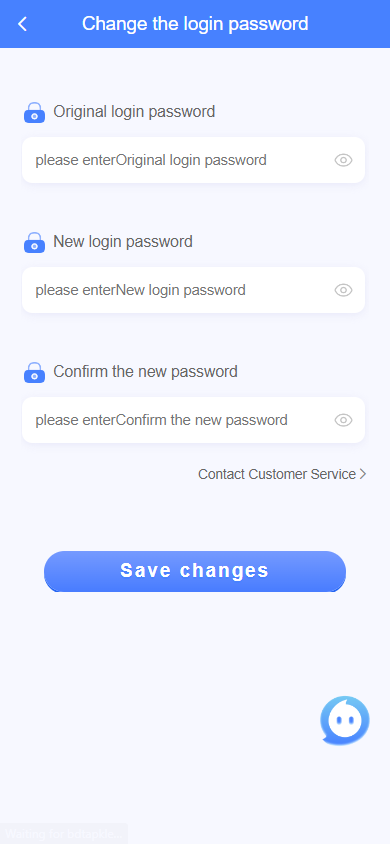 Change the login password
Original login password
please enterOriginal login password
New login password
please enterNew login password
Confirm the new password
please enterConfirm the new password
Contact Customer Service
Save changes
Waiting for